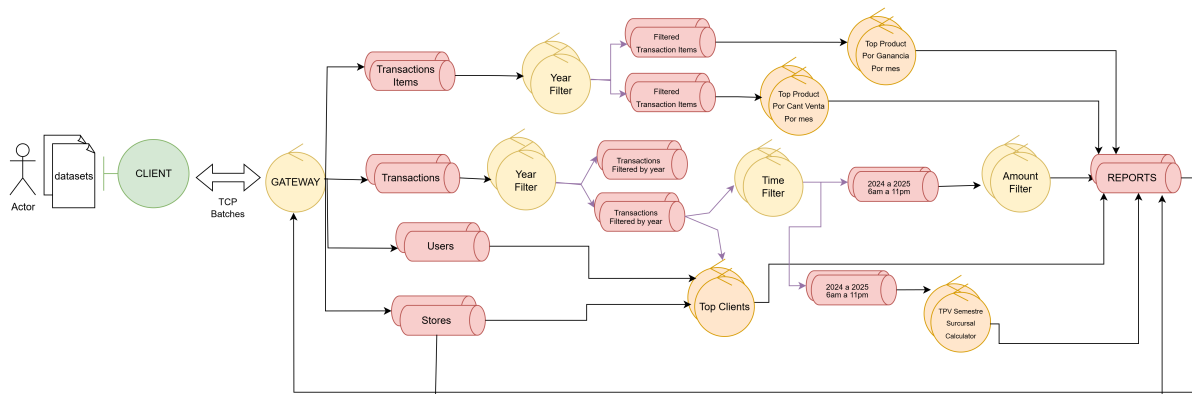 Actor
datasets
CLIENT
TCP
Batches
GATEWAY
Transactions
Items
Year
Filter
Filtered
Transaction Items
Filtered
Transaction Items
Top Product
Por Ganancia
Por mes
Top Product
Por Cant Venta
Por mes
Transactions
Year
Filter
Transactions
Filtered by year
Transactions
Filtered by year
Time
Filter
2024 a 2025
6am a 11pm
Amount
Filter
REPORTS
Users
Stores
Top Clients
2024 a 2025
6am a 11pm
TPV Semestre
Surcursal
Calculator